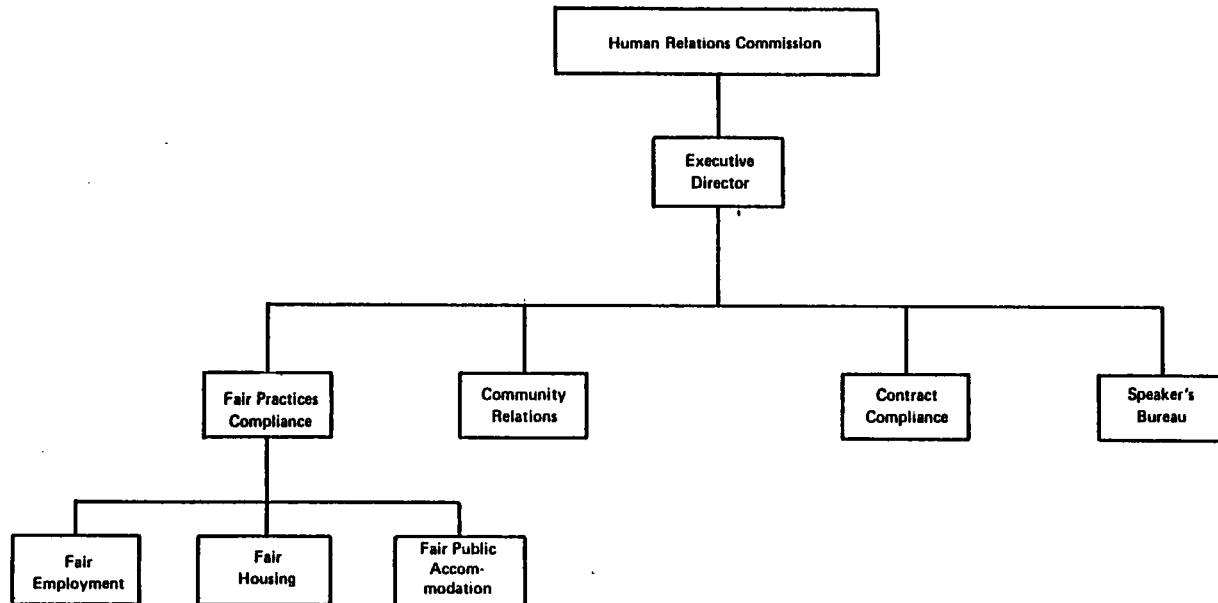 Human Relations Commission
Executive
Director
Fair Practices
Compliance
Community
Relations
Contract
Compliance
Speaker's
Bureau
Fair
Employment
Fair
Housing
Fair Public
Accom-
modation